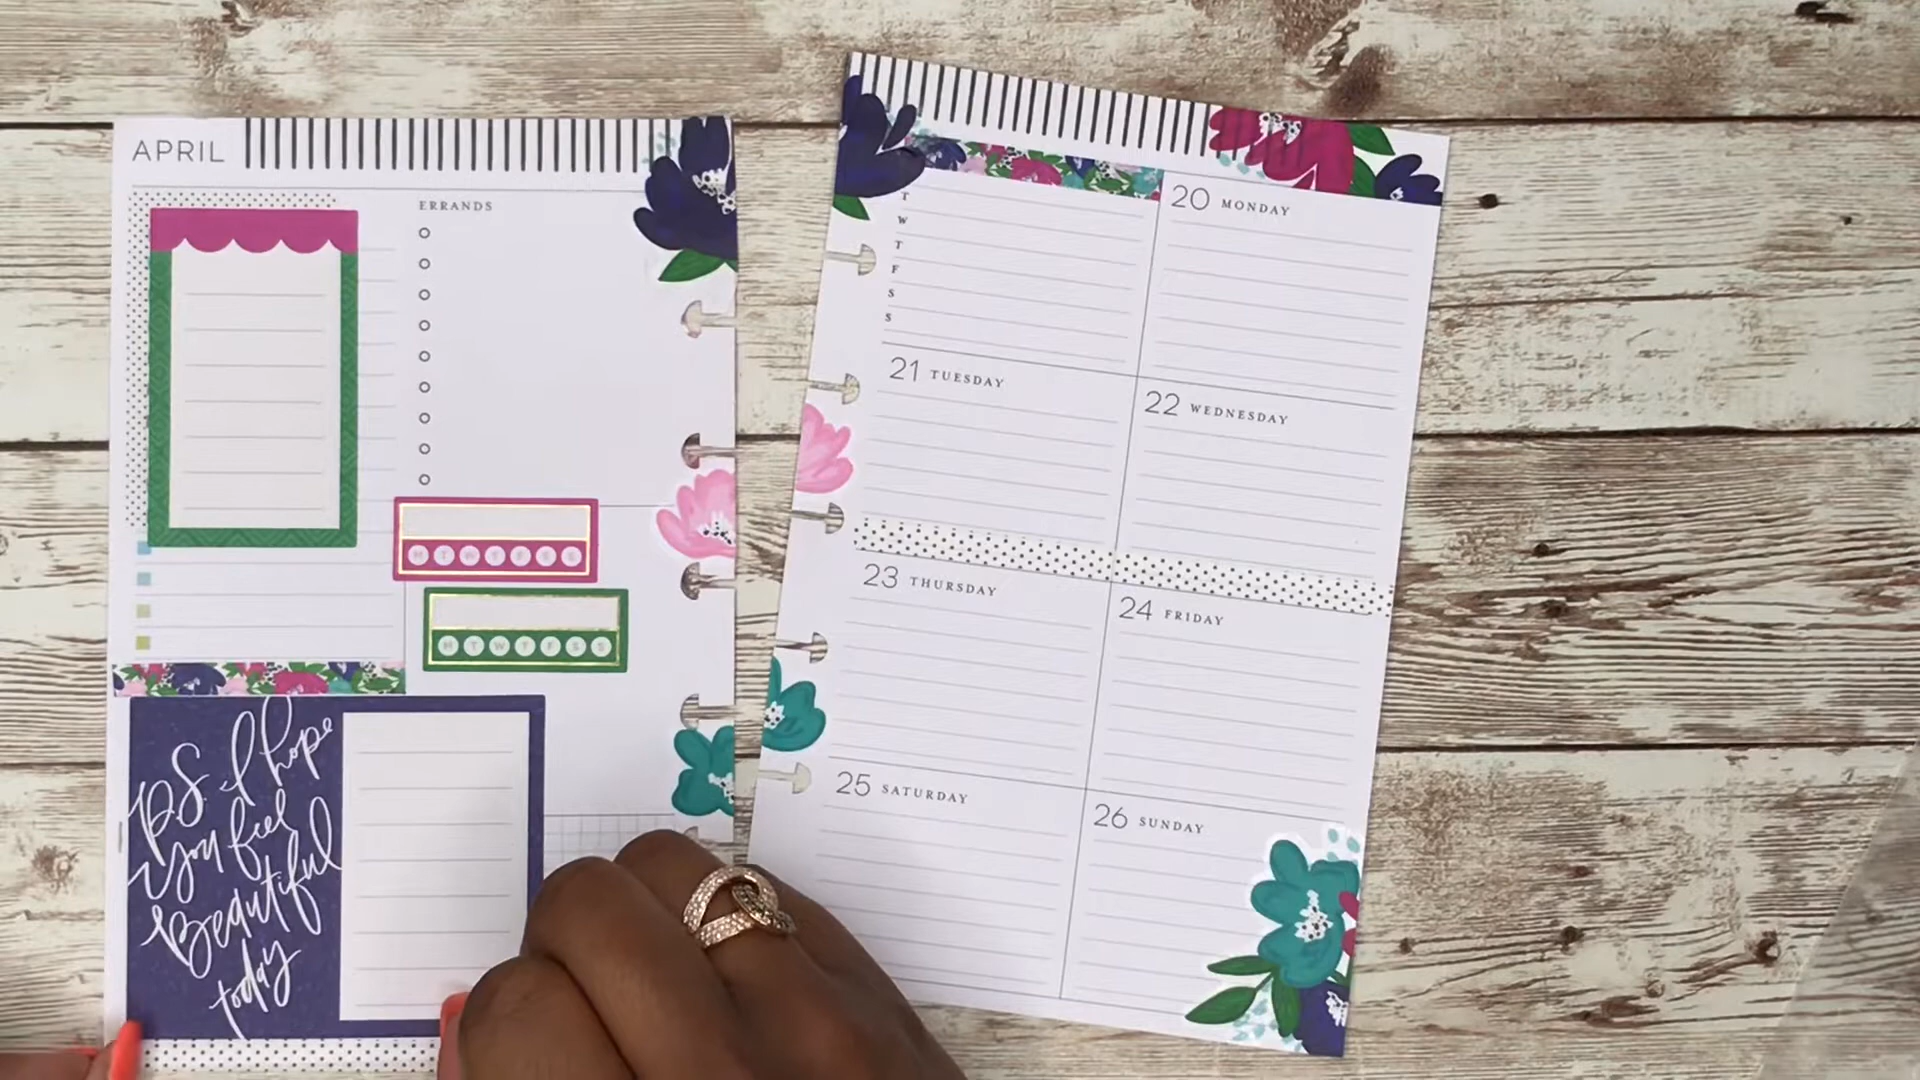 APRIL
ERRANDS
M T W T F S S
M T W T F S S
P.S. I hope
you feel
Beautiful
today
T
W
T
F
S
S
20 MONDAY
21 TUESDAY
22 WEDNESDAY
23 THURSDAY
24 FRIDAY
25 SATURDAY
26 SUNDAY